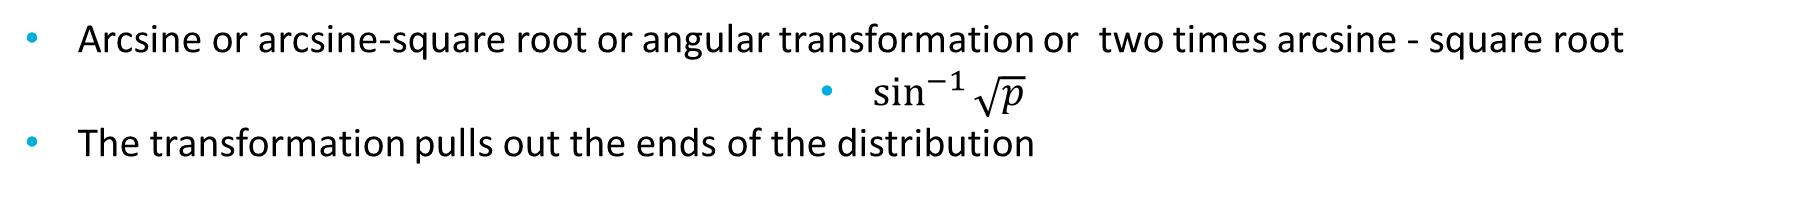 • Arcsine or arcsine-square root or angular transformation or  two times arcsine - square root
• sin⁻¹ √p
• The transformation pulls out the ends of the distribution